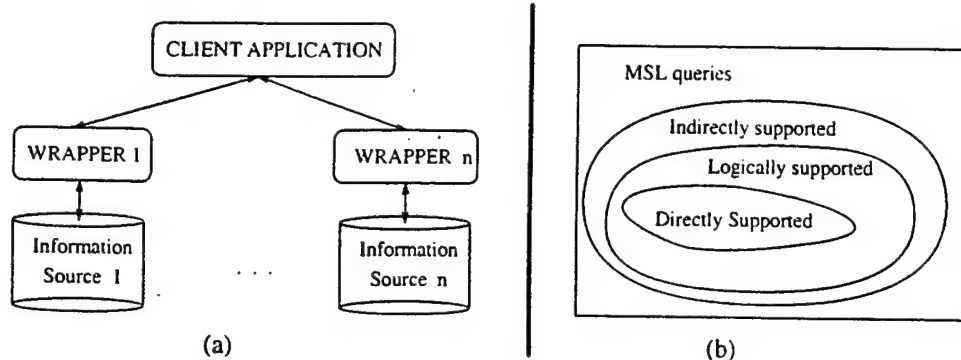 CLIENT APPLICATION
WRAPPER 1
WRAPPER n
Information
Source 1
. . .
Information
Source n
(a)
MSL queries
Indirectly supported
Logically supported
Directly Supported
(b)